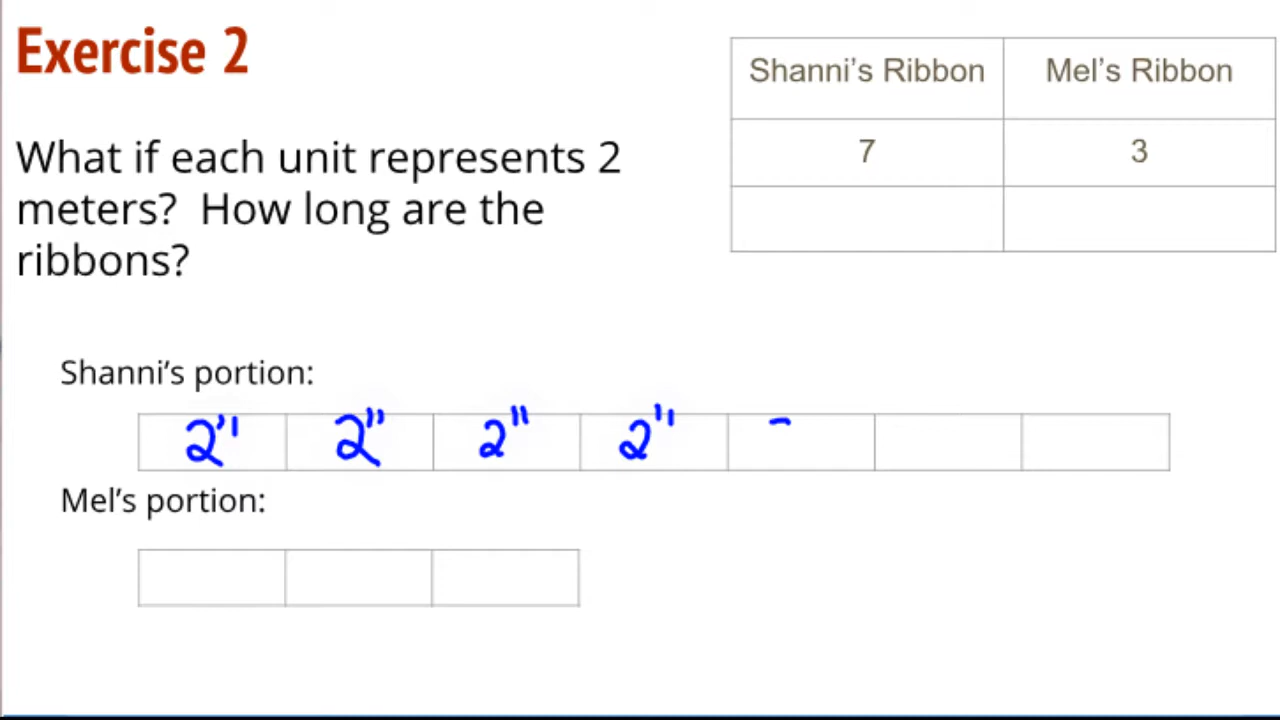 Exercise 2
What if each unit represents 2
meters? How long are the
ribbons?
Shanni’s Ribbon Mel’s Ribbon
7 3
Shanni’s portion:
2" 2" 2" 2"
Mel’s portion: